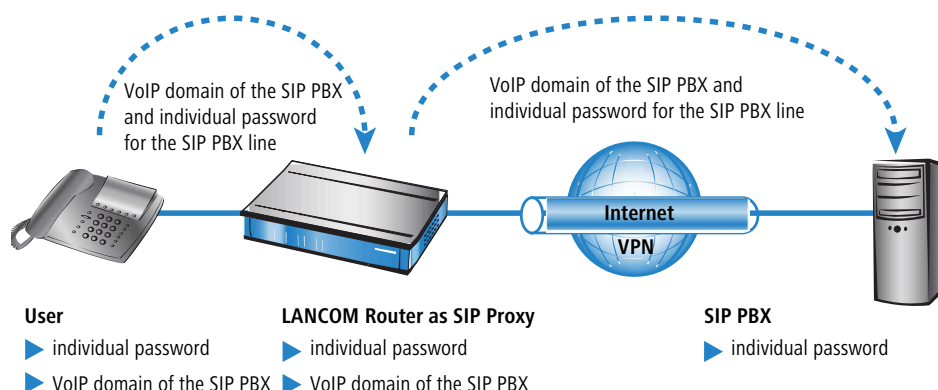 VoIP domain of the SIP PBX
and individual password
for the SIP PBX line
VoIP domain of the SIP PBX and
individual password for the SIP PBX line
Internet
VPN
User
individual password
VoIP domain of the SIP PBX
LANCOM Router as SIP Proxy
individual password
VoIP domain of the SIP PBX
SIP PBX
individual password